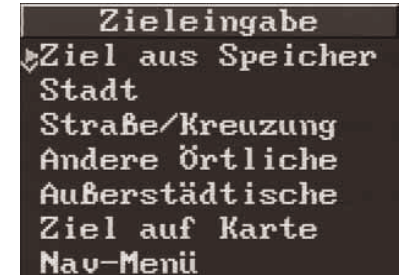 Zieleingabe
Ziel aus Speicher
Stadt
Straße/Kreuzung
Andere Örtliche
Außerstädtische
Ziel auf Karte
Nav-Menü